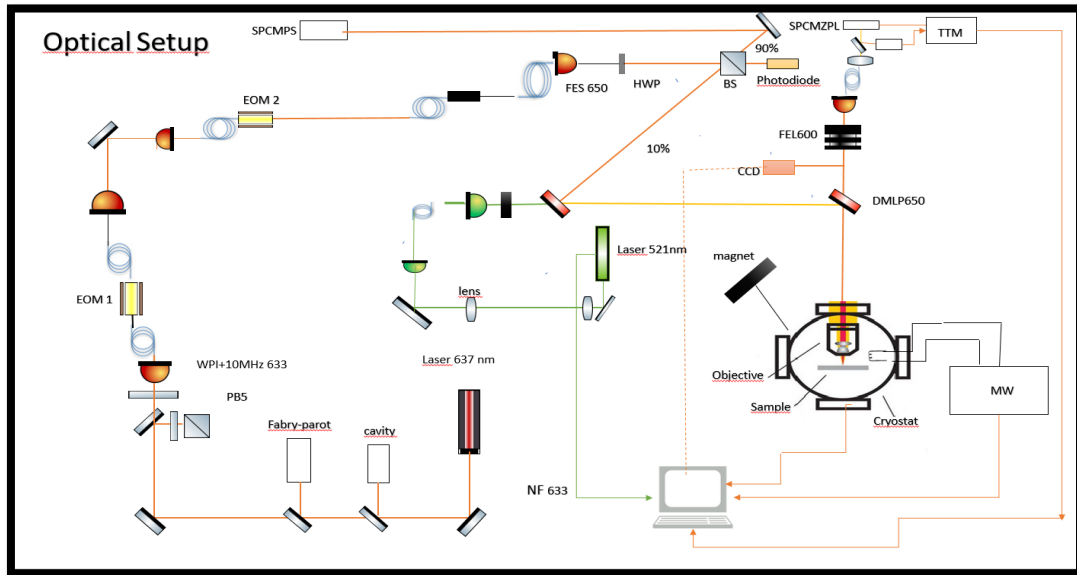 Optical Setup
SPCMPS
SPCMZPL
TTM
90%
FES 650
HWP
BS
Photodiode
EOM 2
FEL600
10%
CCD
DMLP650
Laser 521nm
magnet
lens
EOM 1
WPI+10MHz 633
Laser 637 nm
PB5
Objective
MW
Sample
Cryostat
Fabry-parot
cavity
NF 633